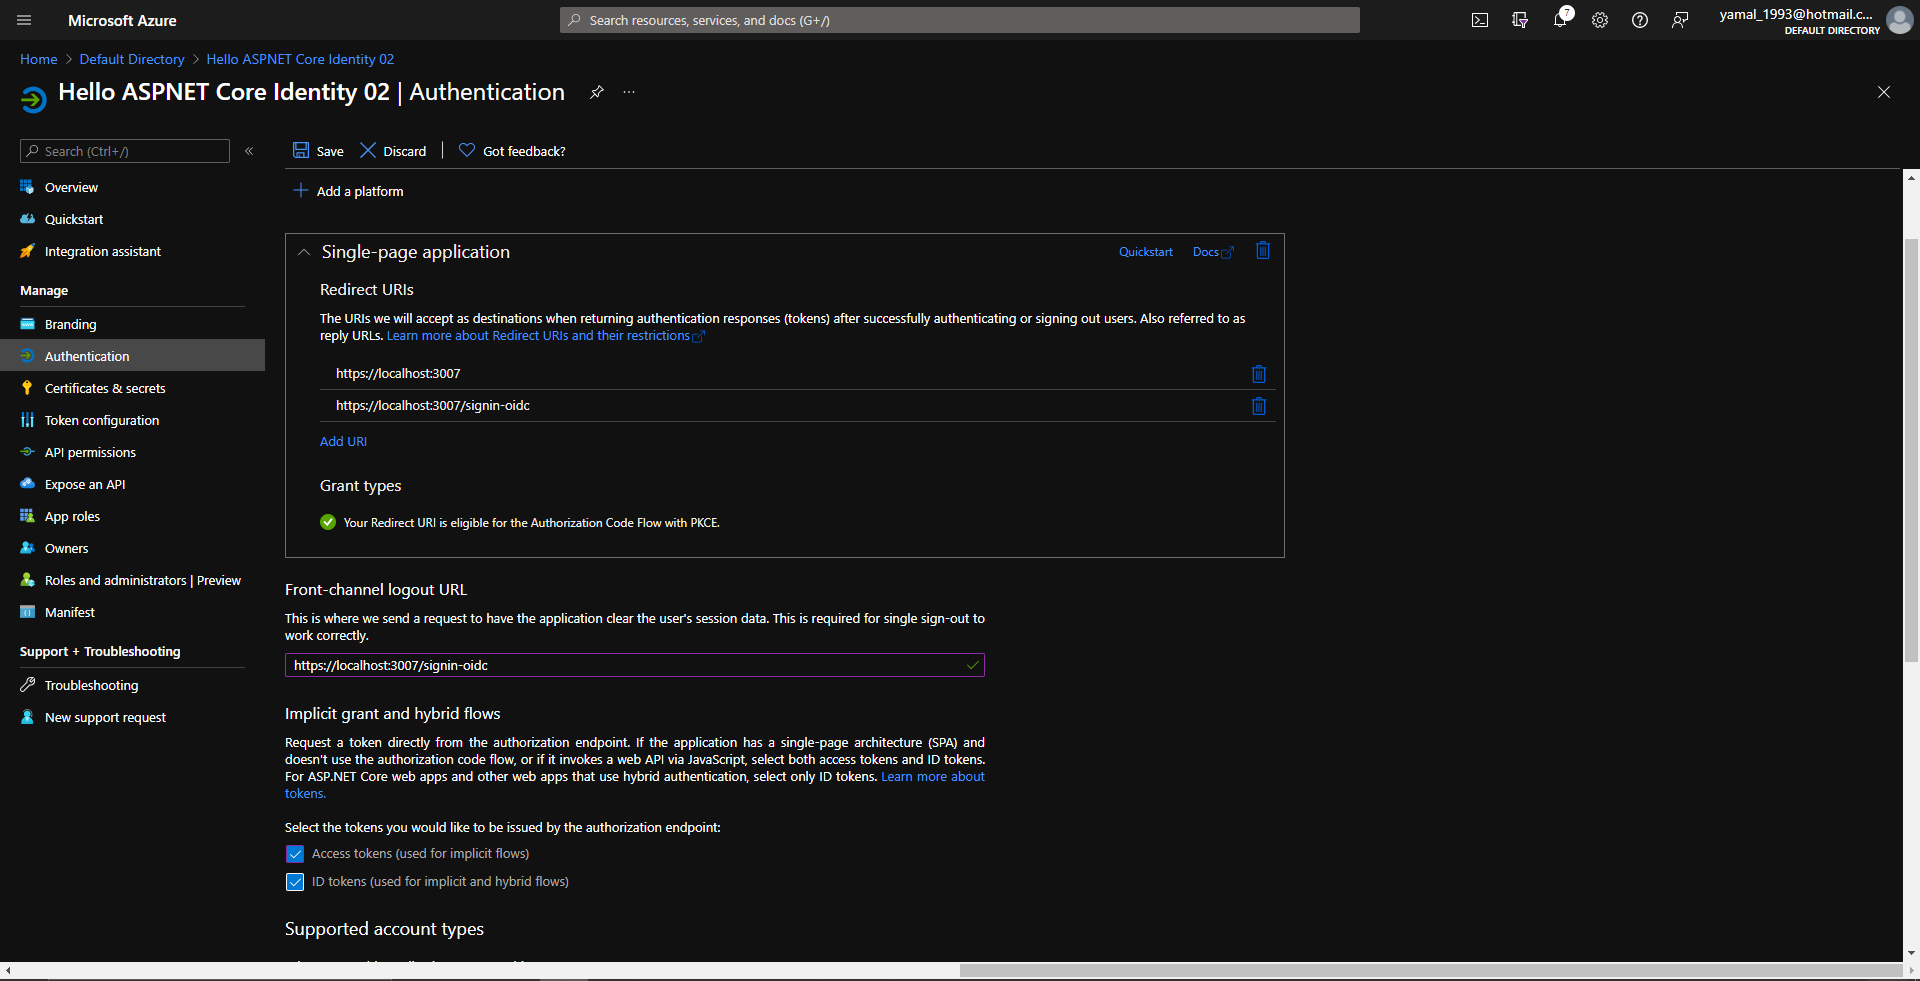 Microsoft Azure
Search resources, services, and docs (G+/)
7
yamal_1993@hotmail.c...
DEFAULT DIRECTORY
Home > Default Directory > Hello ASPNET Core Identity 02
Hello ASPNET Core Identity 02 | Authentication
Search (Ctrl+/)
Overview
Quickstart
Integration assistant
Manage
Branding
Authentication
Certificates & secrets
Token configuration
API permissions
Expose an API
App roles
Owners
Roles and administrators | Preview
Manifest
Support + Troubleshooting
Troubleshooting
New support request
Save
Discard
Got feedback?
Add a platform
Single-page application
Quickstart
Docs
Redirect URIs
The URIs we will accept as destinations when returning authentication responses (tokens) after successfully authenticating or signing out users. Also referred to as
reply URLs. Learn more about Redirect URIs and their restrictions
https://localhost:3007
https://localhost:3007/signin-oidc
Add URI
Grant types
Your Redirect URI is eligible for the Authorization Code Flow with PKCE.
Front-channel logout URL
This is where we send a request to have the application clear the user's session data. This is required for single sign-out to
work correctly.
https://localhost:3007/signin-oidc
Implicit grant and hybrid flows
Request a token directly from the authorization endpoint. If the application has a single-page architecture (SPA) and
doesn't use the authorization code flow, or if it invokes a web API via JavaScript, select both access tokens and ID tokens.
For ASP.NET Core web apps and other web apps that use hybrid authentication, select only ID tokens. Learn more about
tokens.
Select the tokens you would like to be issued by the authorization endpoint:
Access tokens (used for implicit flows)
ID tokens (used for implicit and hybrid flows)
Supported account types